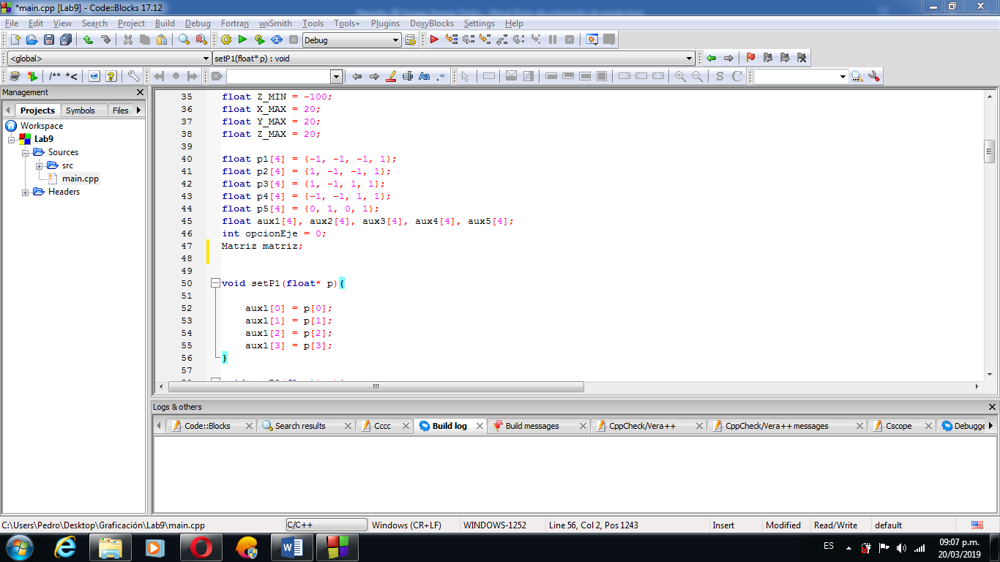 *main.cpp [Lab9] - Code::Blocks 17.12
File Edit View Search Project Build Debug Fortran wxSmith Tools Tools+ Plugins DoxyBlocks Settings Help
Debug
<global> setP1(float* p) : void
/** *< Aa .* S C
Management
Projects Symbols Files
Workspace
Lab9
Sources
src
main.cpp
Headers
35 float Z_MIN = -100;
36 float X_MAX = 20;
37 float Y_MAX = 20;
38 float Z_MAX = 20;
39
40 float p1[4] = {-1, -1, -1, 1};
41 float p2[4] = {1, -1, -1, 1};
42 float p3[4] = {1, -1, 1, 1};
43 float p4[4] = {-1, -1, 1, 1};
44 float p5[4] = {0, 1, 0, 1};
45 float aux1[4], aux2[4], aux3[4], aux4[4], aux5[4];
46 int opcionEje = 0;
47 Matriz matriz;
48
49
50 void setP1(float* p){
51
52 aux1[0] = p[0];
53 aux1[1] = p[1];
54 aux1[2] = p[2];
55 aux1[3] = p[3];
56 }
57
Logs & others
Code::Blocks Search results Cccc Build log Build messages CppCheck/Vera++ CppCheck/Vera++ messages Cscope Debugge
C:\Users\Pedro\Desktop\Graficación\Lab9\main.cpp C/C++ Windows (CR+LF) WINDOWS-1252 Line 56, Col 2, Pos 1243 Insert Modified Read/Write default
ES 09:07 p.m.
20/03/2019